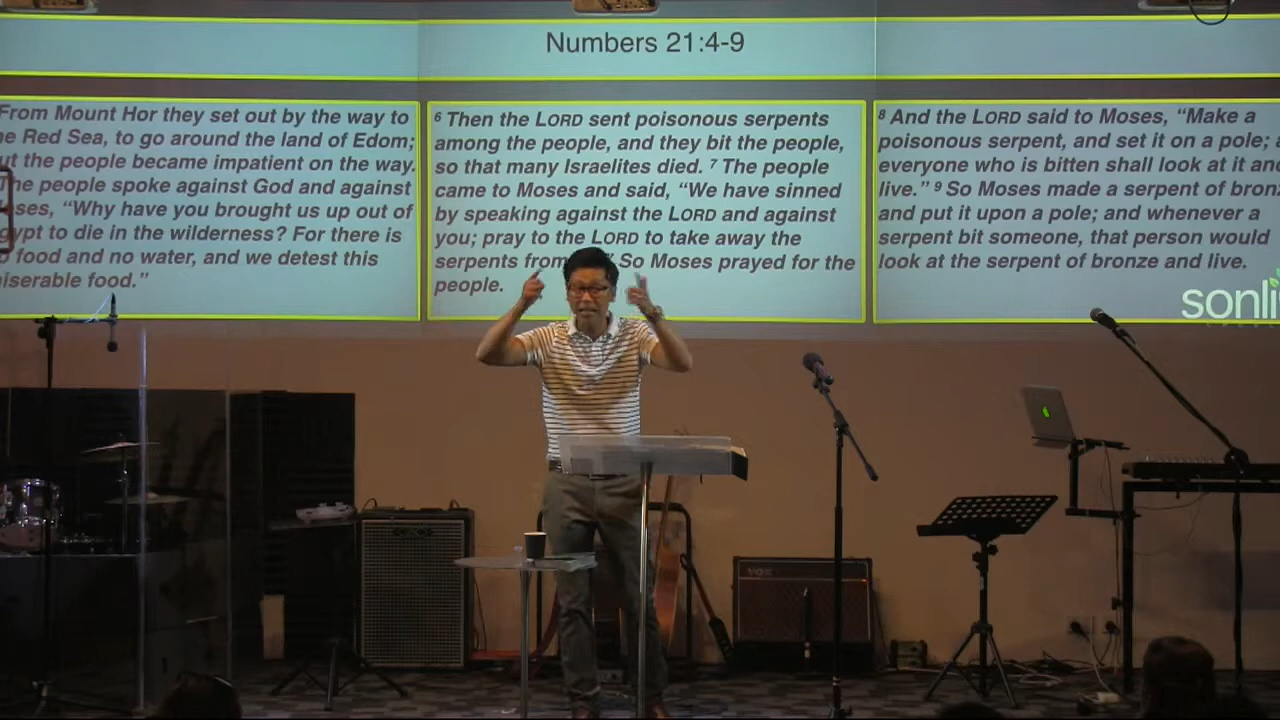 Numbers 21:4-9
From Mount Hor they set out by the way to
Red Sea, to go around the land of Edom;
the people became impatient on the way.
The people spoke against God and against
“Why have you brought us up out of
to die in the wilderness? For there is
food and no water, and we detest this
food.”
6 Then the LORD sent poisonous serpents
among the people, and they bit the people,
so that many Israelites died. 7 The people
came to Moses and said, “We have sinned
by speaking against the LORD and against
you; pray to the LORD to take away the
serpents from So Moses prayed for the
people.
8 And the LORD said to Moses, “Make a
poisonous serpent, and set it on a pole;
everyone who is bitten shall look at it
live.” 9 So Moses made a serpent of
and put it upon a pole; and whenever a
serpent bit someone, that person would
look at the serpent of bronze and live.
sonli
VOX